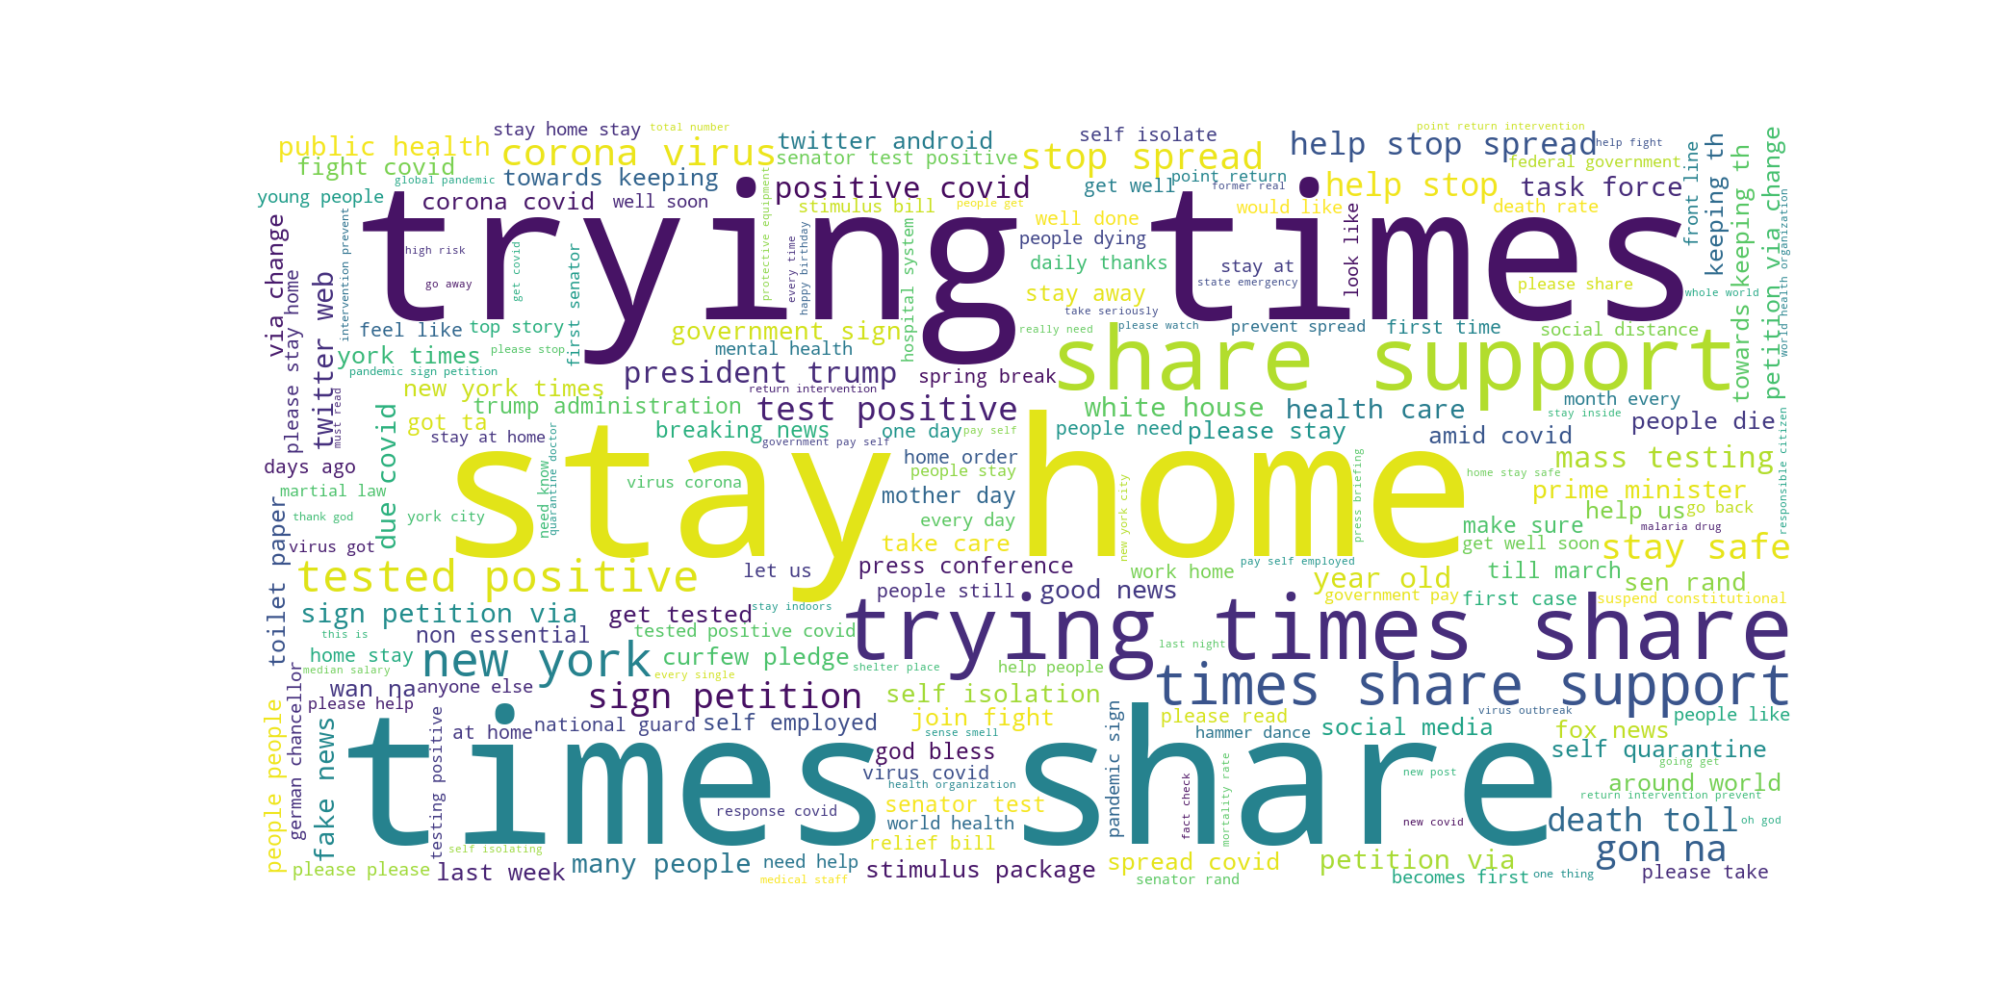 stay home stay
total number
public health
corona virus
twitter android
self isolate
help stop spread
point return intervention
help fight
fight covid
senator test positive
stop spread
federal government
global pandemic
towards keeping
positive covid
get well
point return
former real
help stop
task force
young people
corona covid
well soon
stimulus bill
people get
well done
would like
death rate
trying times
high risk
people dying
daily thanks
stay at
state emergency
go away
stay away
please share
whole world
take seriously
via change
please stay home
twitter web
intervention prevent
get covid
first senator
protective equipment
every time
happy birthday
hospital system
look like
front line
keeping th
towards keeping th
petition via change
world health organization
feel like
top story
government sign
really need
please watch
prevent spread
first time
social distance
york times
please stop
mental health
share support
pandemic sign petition
president trump
spring break
new york times
return intervention
month every
trump administration
test positive
white house
health care
stay inside
got ta
must read
people die
stay at home
breaking news
one day
pay self
people need
please stay
amid covid
government pay self
due covid
days ago
home order
people stay
mass testing
home stay safe
stay home
virus corona
martial law
mother day
prime minister
need know
quarantine doctor
new york city
press briefing
responsible citizen
thank god
york city
every day
help us
go back
make sure
malaria drug
virus got
take care
get well soon
stay safe
toilet paper
tested positive
let us
press conference
work home
pay self employed
year old
till march
sen rand
people still
good news
government pay
first case
suspend constitutional
sign petition via
get tested
stay indoors
trying times share
this is
non essential
tested positive covid
last night
home stay
new york
curfew pledge
shelter place
help people
median salary
every single
wan na
anyone else
sign petition
self isolation
times share support
please help
at home
national guard
self employed
join fight
please read
virus outbreak
people like
sense smell
hammer dance
social media
fox news
people people
german chancellor
fake news
testing positive
god bless
self quarantine
virus covid
going get
health organization
new post
around world
times share
pandemic sign
fact check
mortality rate
return intervention prevent
response covid
senator test
world health
new covid
death toll
oh god
relief bill
self isolating
gon na
please please
last week
many people
need help
stimulus package
spread covid
petition via
please take
medical staff
senator rand
becomes first
one thing